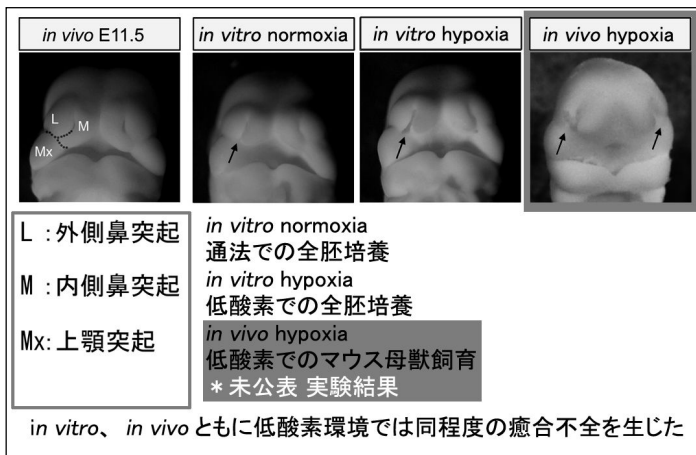 in vivo E11.5
in vitro normoxia
in vitro hypoxia
in vivo hypoxia
L
M
Mx
L :外側鼻突起
M :内側鼻突起
Mx:上顎突起
in vitro normoxia
通法での全胚培養
in vitro hypoxia
低酸素での全胚培養
in vivo hypoxia
低酸素でのマウス母獣飼育
*未公表 実験結果
in vitro、 in vivo ともに低酸素環境では同程度の癒合不全を生じた